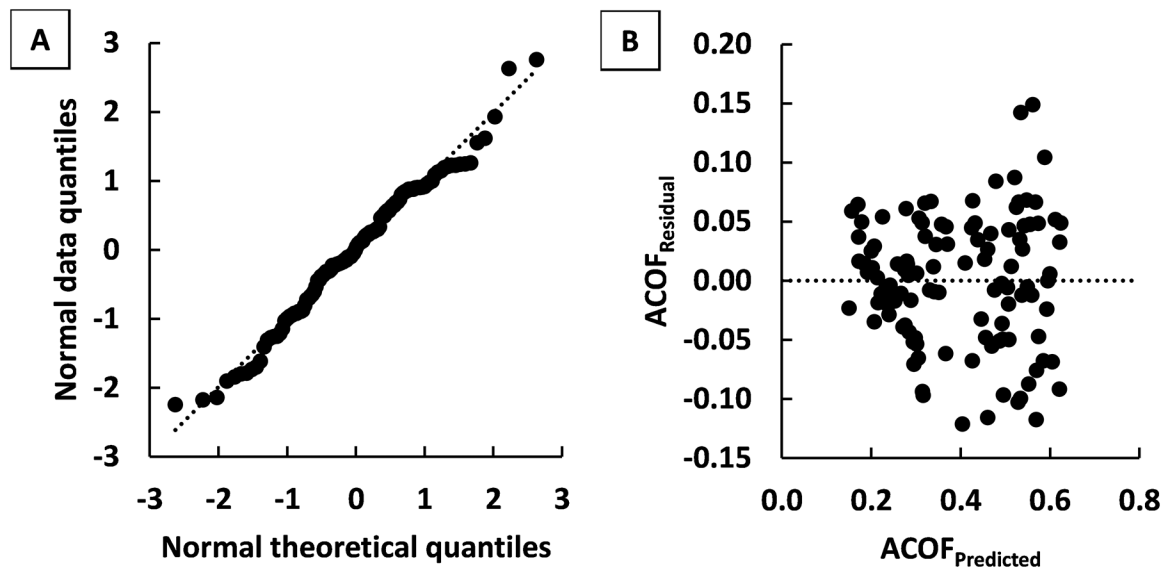 A
3
2
1
0
-1
-2
-3
-3 -2 -1 0 1 2 3
Normal data quantiles
Normal theoretical quantiles
B
0.20
0.15
0.10
0.05
0.00
-0.05
-0.10
-0.15
0.0 0.2 0.4 0.6 0.8
ACOFResidual
ACOFPredicted